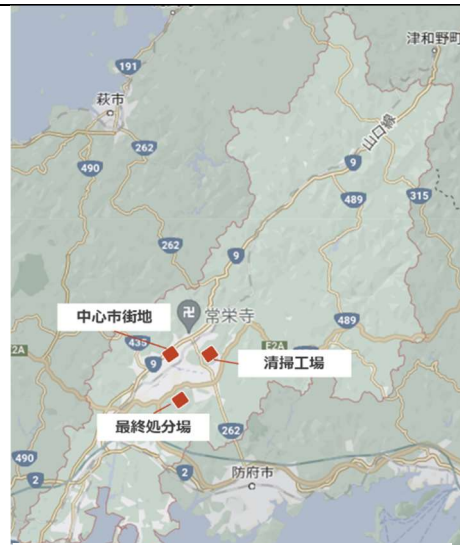 津和野町
191
萩市
山口線
262
9
490
489
315
262
9
卍
常栄寺
中心市街地
489
435
E2A
2A
9
清掃工場
最終処分場
262
490
2
2
防府市